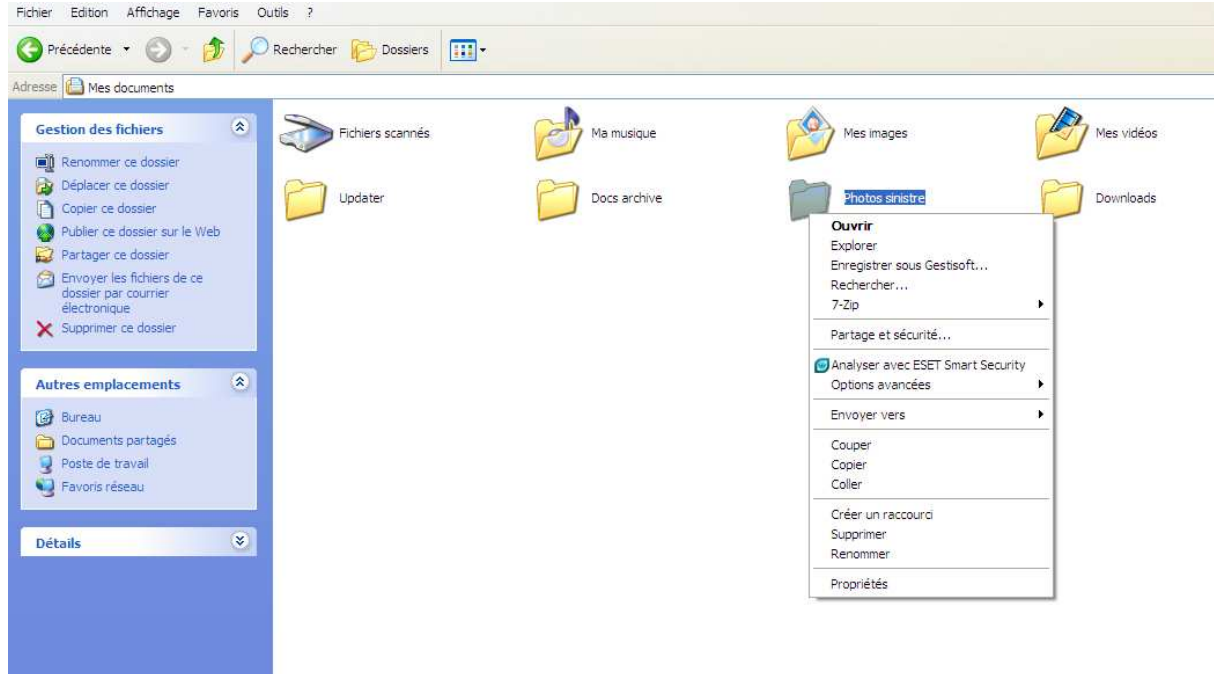 Fichier Edition Affichage Favoris Outils ?
Précédente Rechercher Dossiers
Adresse Mes documents
Gestion des fichiers
Renommer ce dossier
Déplacer ce dossier
Copier ce dossier
Publier ce dossier sur le Web
Partager ce dossier
Envoyer les fichiers de ce
dossier par courrier
électronique
Supprimer ce dossier
Autres emplacements
Bureau
Documents partagés
Poste de travail
Favoris réseau
Détails
Fichiers scannés Ma musique Mes images Mes vidéos
Updater Docs archive Photos sinistre Downloads
Ouvrir
Explorer
Enregistrer sous Gestisoft...
Rechercher...
7-Zip
Partage et sécurité...
Analyser avec ESET Smart Security
Options avancées
Envoyer vers
Couper
Copier
Coller
Créer un raccourci
Supprimer
Renommer
Propriétés